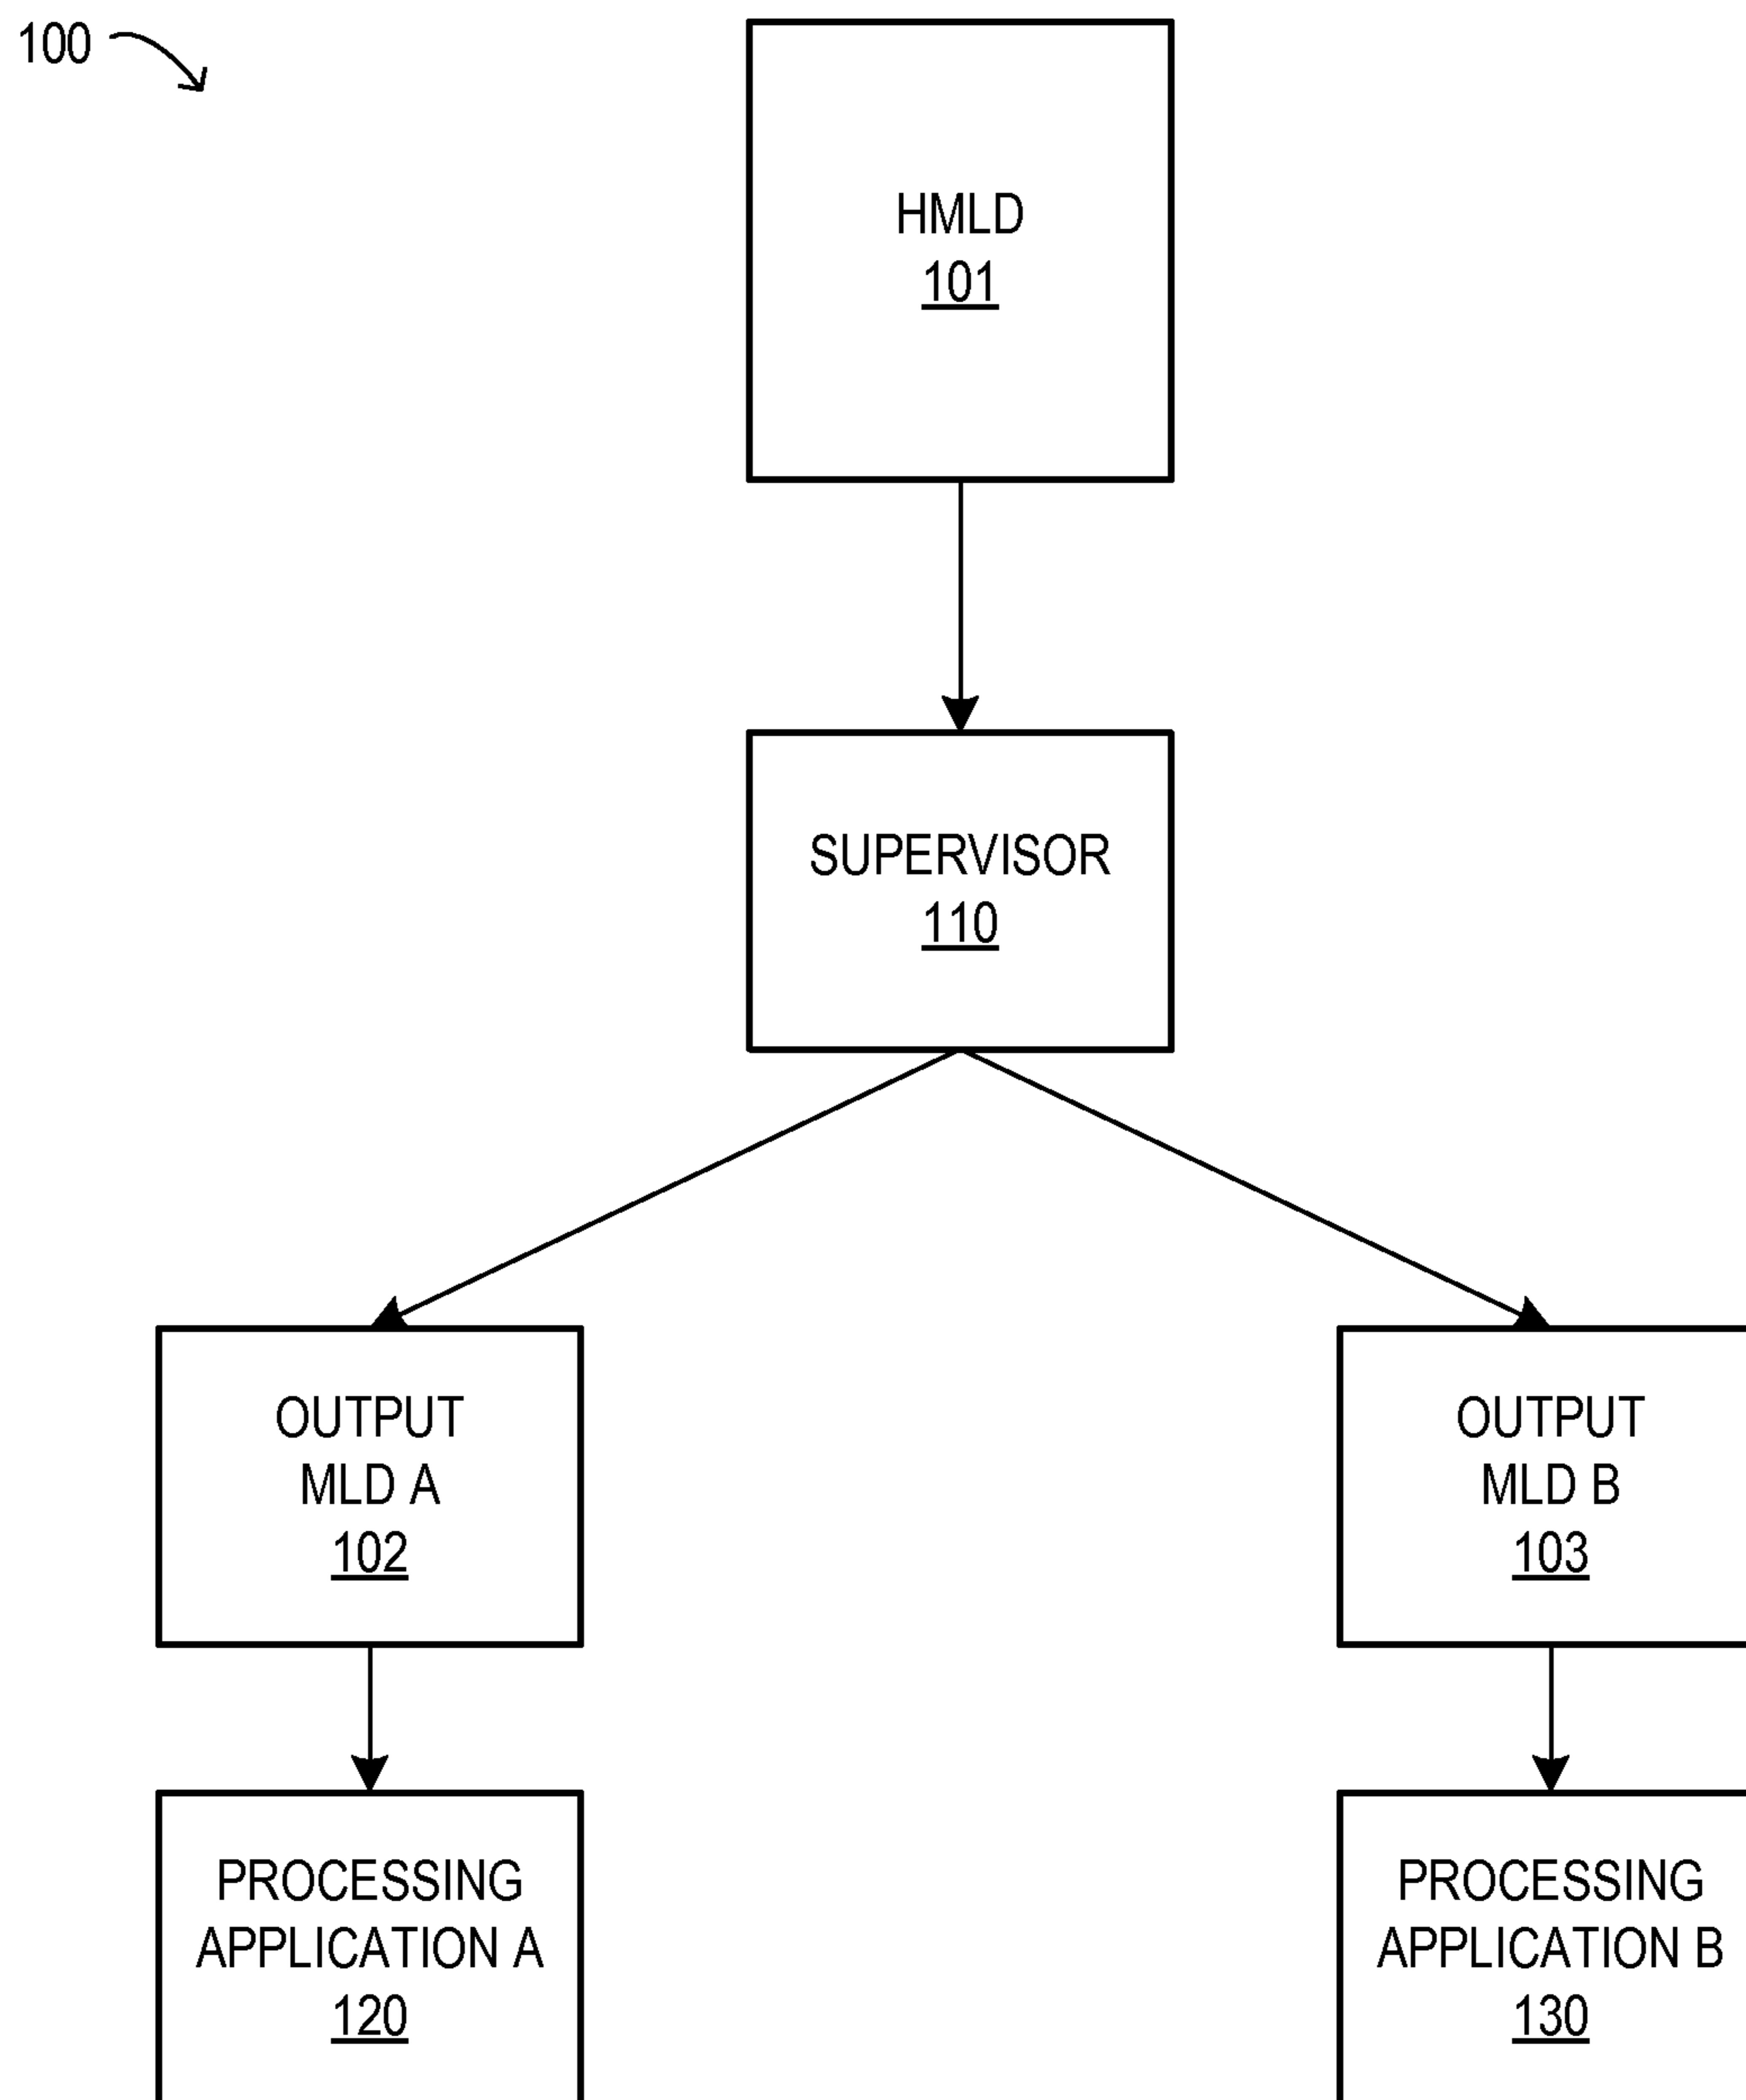 100
HMLD
101
SUPERVISOR
110
OUTPUT
MLD A
102
OUTPUT
MLD B
103
PROCESSING
APPLICATION A
120
PROCESSING
APPLICATION B
130